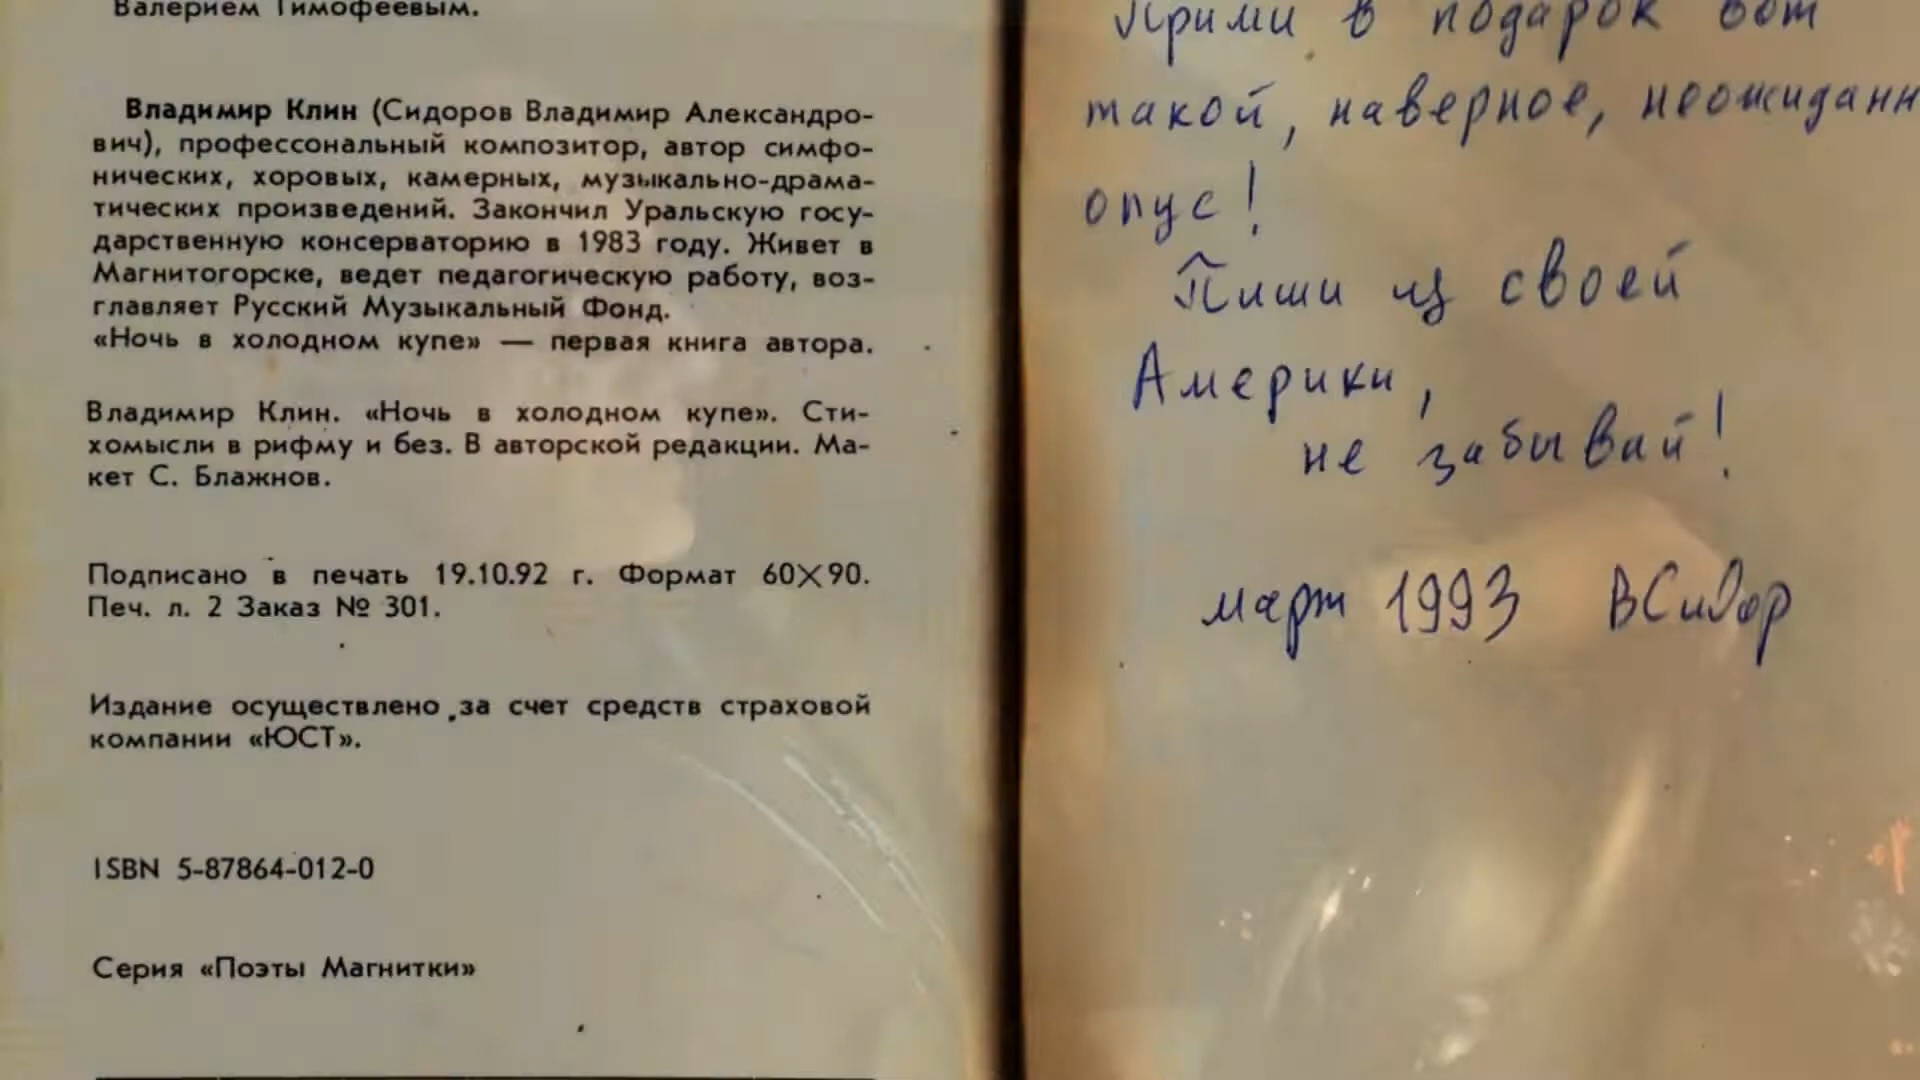 Валерием Тимофеевым.
Владимир Клин (Сидоров Владимир Александро-
вич), профессиональный композитор, автор симфо-
нических, хоровых, камерных, музыкально-драма-
тических произведений. Закончил Уральскую госу-
дарственную консерваторию в 1983 году. Живет в
Магнитогорске, ведет педагогическую работу, воз-
главляет Русский Музыкальный Фонд.
«Ночь в холодном купе» — первая книга автора.
Владимир Клин. «Ночь в холодном купе». Сти-
хомысли в рифму и без. В авторской редакции. Ма-
кет С. Блажнов.
Подписано в печать 19.10.92 г. Формат 60×90.
Печ. л. 2 Заказ № 301.
Издание осуществлено за счет средств страховой
компании «ЮСТ».
ISBN 5-87864-012-0
Серия «Поэты Магнитки»
Прими в подарок вот
такой, наверное, неожиданн
опус!
Пиши из своей
Америки,
не забывай!
март 1993 ВСидор